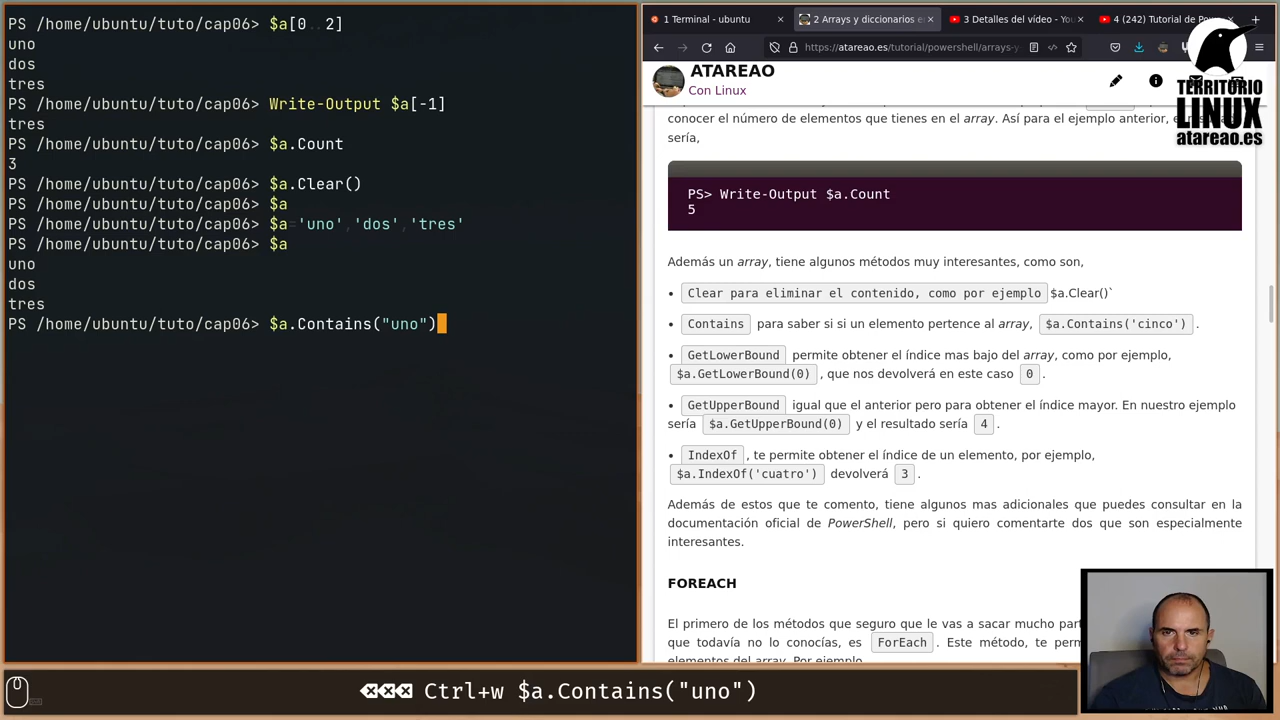 PS /home/ubuntu/tuto/cap06> $a[0..2]
uno
dos
tres
PS /home/ubuntu/tuto/cap06> Write-Output $a[-1]
tres
PS /home/ubuntu/tuto/cap06> $a.Count
3
PS /home/ubuntu/tuto/cap06> $a.Clear()
PS /home/ubuntu/tuto/cap06> $a
PS /home/ubuntu/tuto/cap06> $a='uno','dos','tres'
PS /home/ubuntu/tuto/cap06> $a
uno
dos
tres
PS /home/ubuntu/tuto/cap06> $a.Contains("uno")
1 Terminal - ubuntu
2 Arrays y diccionarios e
3 Detalles del vídeo - You
4 (242) Tutorial de Pow
https://atareao.es/tutorial/powershell/arrays-y
ATAREAO
Con Linux
TERRITORIO
LINUX
atareao.es
conocer el número de elementos que tienes en el array. Así para el ejemplo anterior, el
sería,
PS> Write-Output $a.Count
5
Además un array, tiene algunos métodos muy interesantes, como son,
• Clear para eliminar el contenido, como por ejemplo $a.Clear()`
• Contains para saber si si un elemento pertence al array, $a.Contains('cinco') .
• GetLowerBound permite obtener el índice mas bajo del array, como por ejemplo,
$a.GetLowerBound(0) , que nos devolverá en este caso 0 .
• GetUpperBound igual que el anterior pero para obtener el índice mayor. En nuestro ejemplo
sería $a.GetUpperBound(0) y el resultado sería 4 .
• IndexOf , te permite obtener el índice de un elemento, por ejemplo,
$a.IndexOf('cuatro') devolverá 3 .
Además de estos que te comento, tiene algunos mas adicionales que puedes consultar en la
documentación oficial de PowerShell, pero si quiero comentarte dos que son especialmente
interesantes.
FOREACH
El primero de los métodos que seguro que le vas a sacar mucho part
que todavía no lo conocías, es ForEach . Este método, te perm
elementos del array. Por ejemplo
Ctrl+w $a.Contains("uno")